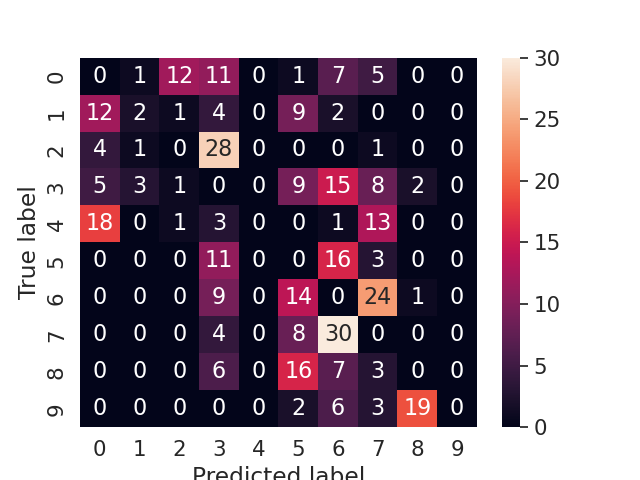 0 0 1 12 11 0 1 7 5 0 0 30
1 12 2 1 4 0 9 2 0 0 0 25
2 4 1 0 28 0 0 0 1 0 0
3 5 3 1 0 0 9 15 8 2 0 20
4 18 0 1 3 0 0 1 13 0 0 15
5 0 0 0 11 0 0 16 3 0 0
6 0 0 0 9 0 14 0 24 1 0 10
7 0 0 0 4 0 8 30 0 0 0
8 0 0 0 6 0 16 7 3 0 0 5
9 0 0 0 0 0 2 6 3 19 0 0
True label
0 1 2 3 4 5 6 7 8 9
Predicted label